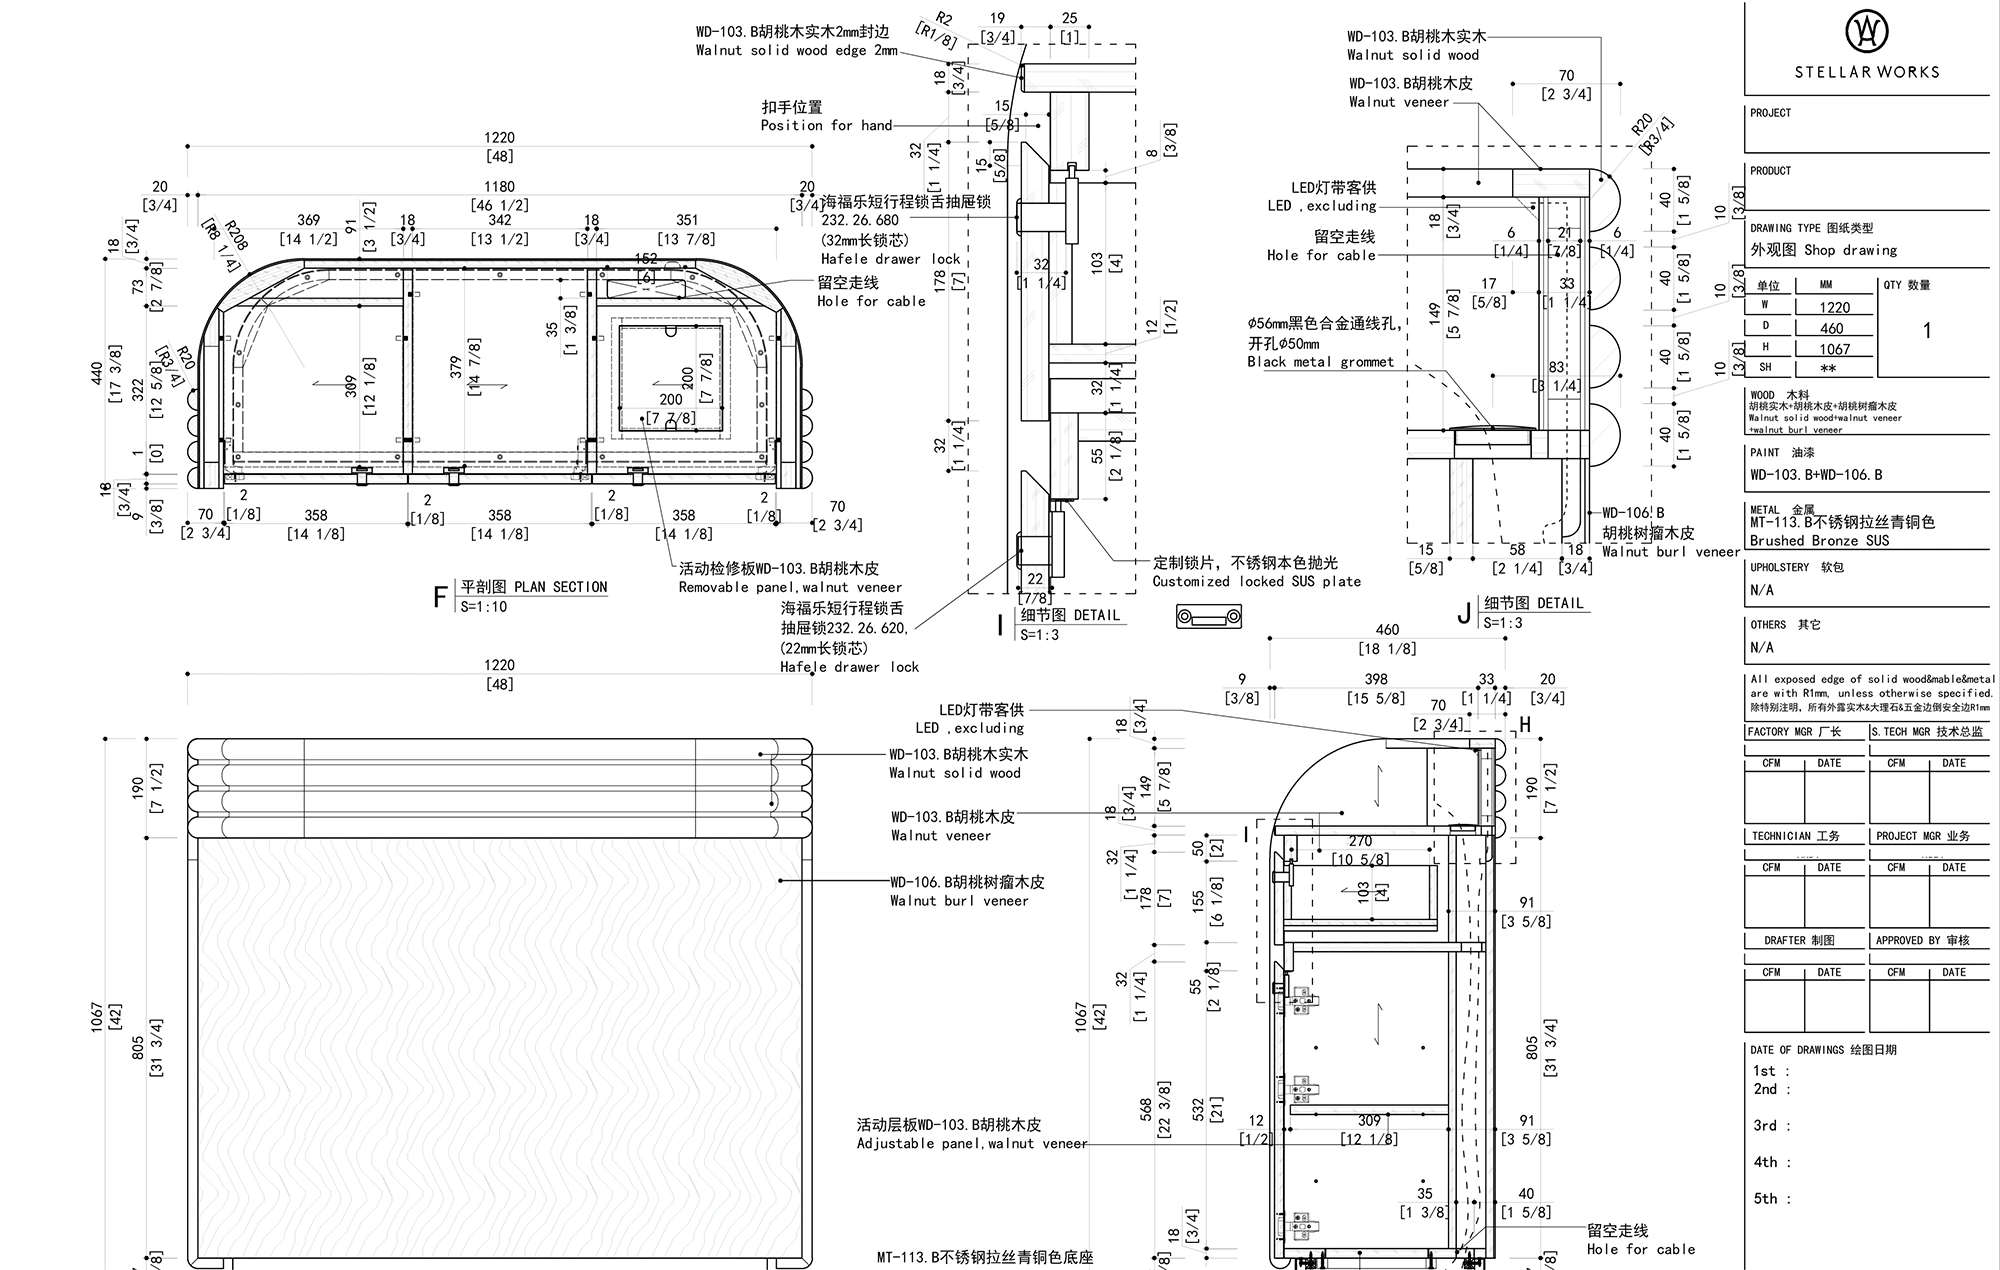 WD-103.B胡桃木实木2mm封边
Walnut solid wood edge 2mm
R2
[R1/8]
19
[3/4]
25
[1]
18
[3/4]
扣手位置
Position for hand
15
[5/8]
32
[1 1/4]
15
[5/8]
8
[3/8]
海福乐短行程锁舌抽屉锁
232.26.680
(32mm长锁芯)
Hafele drawer lock
留空走线
Hole for cable
178
[7]
32
[1 1/4]
103
[4]
12
[1/2]
32
[1 1/4]
32
[1 1/4]
55
[2 1/8]
22
[7/8]
定制锁片，不锈钢本色抛光
Customized locked SUS plate
I
细节图 DETAIL
S=1:3
1220
[48]
20
[3/4]
1180
[46 1/2]
20
[3/4]
369
[14 1/2]
91
[3 1/2]
18
[3/4]
342
[13 1/2]
18
[3/4]
351
[13 7/8]
18
[3/4]
R208
[R8 1/4]
152
[6]
73
[2 7/8]
35
[1 3/8]
440
[17 3/8]
322
[12 5/8]
R20
[R3/4]
309
[12 1/8]
379
[14 7/8]
200
[7 7/8]
200
[7 7/8]
1
[0]
18
[3/4]
9
[3/8]
70
[2 3/4]
2
[1/8]
358
[14 1/8]
2
[1/8]
358
[14 1/8]
2
[1/8]
358
[14 1/8]
2
[1/8]
70
[2 3/4]
活动检修板WD-103.B胡桃木皮
Removable panel,walnut veneer
F
平剖图 PLAN SECTION
S=1:10
海福乐短行程锁舌
抽屉锁232.26.620,
(22mm长锁芯)
Hafele drawer lock
WD-103.B胡桃木实木
Walnut solid wood
WD-103.B胡桃木皮
Walnut veneer
70
[2 3/4]
R20
[R3/4]
LED灯带客供
LED ,excluding
留空走线
Hole for cable
18
[3/4]
6
[1/4]
21
[7/8]
6
[1/4]
17
[5/8]
33
[1 1/4]
149
[5 7/8]
40
[1 5/8]
10
[3/8]
40
[1 5/8]
10
[3/8]
40
[1 5/8]
10
[3/8]
40
[1 5/8]
φ56mm黑色合金通线孔,
开孔φ50mm
Black metal grommet
83
[3 1/4]
WD-106.B
胡桃树瘤木皮
Walnut burl veneer
15
[5/8]
58
[2 1/4]
18
[3/4]
J
细节图 DETAIL
S=1:3
1220
[48]
190
[7 1/2]
1067
[42]
805
[31 3/4]
LED灯带客供
LED ,excluding
WD-103.B胡桃木实木
Walnut solid wood
WD-103.B胡桃木皮
Walnut veneer
WD-106.B胡桃树瘤木皮
Walnut burl veneer
活动层板WD-103.B胡桃木皮
Adjustable panel,walnut veneer
MT-113.B不锈钢拉丝青铜色底座
460
[18 1/8]
9
[3/8]
398
[15 5/8]
33
[1 1/4]
20
[3/4]
70
[2 3/4]
H
18
[3/4]
149
[5 7/8]
18
[3/4]
190
[7 1/2]
I
32
[1 1/4]
50
[2]
270
[10 5/8]
178
[7]
155
[6 1/8]
103
[4]
91
[3 5/8]
32
[1 1/4]
55
[2 1/8]
1067
[42]
805
[31 3/4]
568
[22 3/8]
532
[21]
12
[1/2]
309
[12 1/8]
91
[3 5/8]
35
[1 3/8]
40
[1 5/8]
18
[3/4]
留空走线
Hole for cable
STELLAR WORKS
PROJECT
PRODUCT
DRAWING TYPE 图纸类型
外观图 Shop drawing
单位 MM QTY 数量
W 1220
D 460
H 1067
SH **
1
WOOD 木料
胡桃实木+胡桃木皮+胡桃树瘤木皮
Walnut solid wood+walnut veneer
+walnut burl veneer
PAINT 油漆
WD-103.B+WD-106.B
METAL 金属
MT-113.B不锈钢拉丝青铜色
Brushed Bronze SUS
UPHOLSTERY 软包
N/A
OTHERS 其它
N/A
All exposed edge of solid wood&mable&metal
are with R1mm, unless otherwise specified.
除特别注明，所有外露实木&大理石&五金边倒安全边R1mm
FACTORY MGR 厂长 S.TECH MGR 技术总监
CFM DATE CFM DATE
TECHNICIAN 工务 PROJECT MGR 业务
CFM DATE CFM DATE
DRAFTER 制图 APPROVED BY 审核
CFM DATE CFM DATE
DATE OF DRAWINGS 绘图日期
1st :
2nd :
3rd :
4th :
5th :